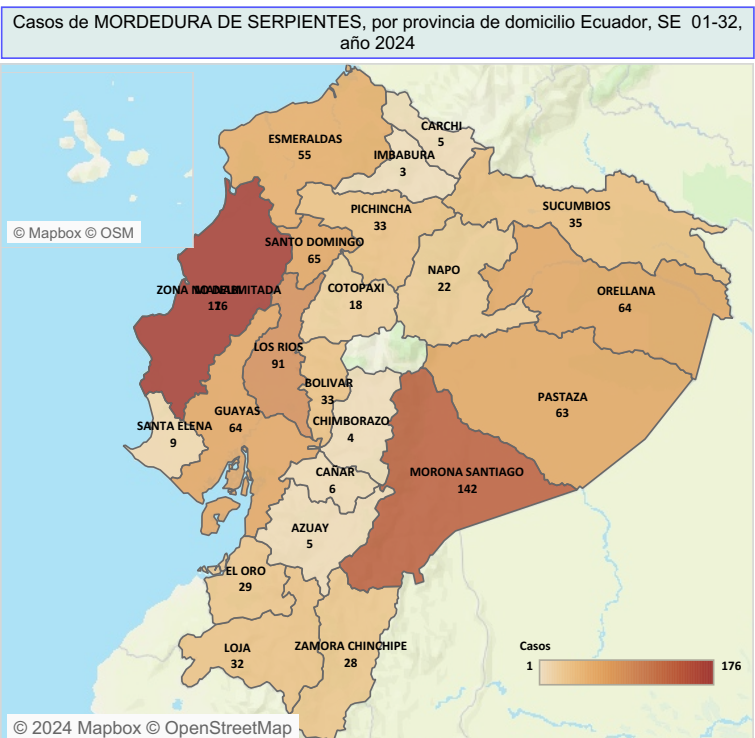 Casos de MORDEDURA DE SERPIENTES, por provincia de domicilio Ecuador, SE 01-32,
año 2024
CARCHI
5
ESMERALDAS
55
IMBABURA
3
SUCUMBIOS
35
PICHINCHA
33
© Mapbox © OSM
SANTO DOMINGO
65
NAPO
22
COTOPAXI
18
ORELLANA
64
LOS RIOS
91
BOLIVAR
33
PASTAZA
63
GUAYAS
64
CHIMBORAZO
4
SANTA ELENA
9
CAÑAR
6
MORONA SANTIAGO
142
AZUAY
5
EL ORO
29
LOJA
32
ZAMORA CHINCHIPE
28
Casos
1 176
© 2024 Mapbox © OpenStreetMap